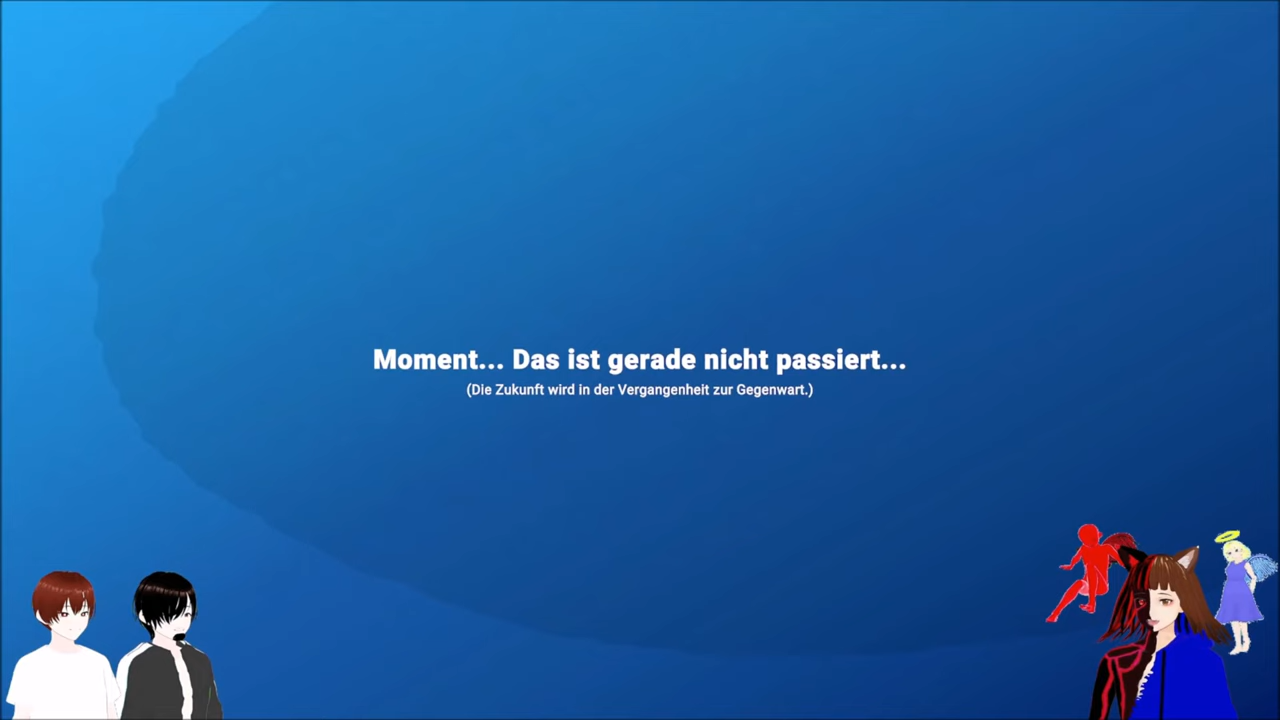 Moment... Das ist gerade nicht passiert...
(Die Zukunft wird in der Vergangenheit zur Gegenwart.)